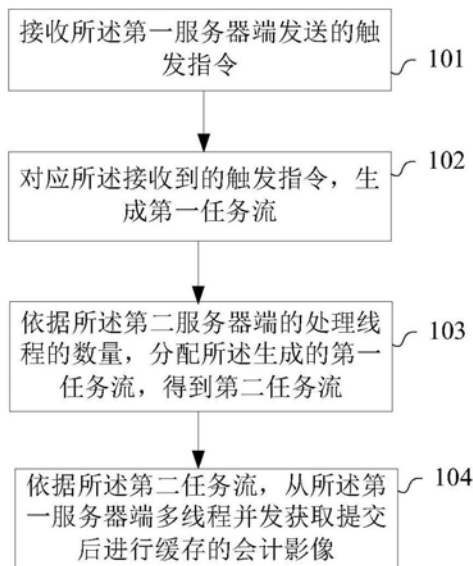 接收所述第一服务器端发送的触
发指令
101
对应所述接收到的触发指令，生
成第一任务流
102
依据所述第二服务器端的处理线
程的数量，分配所述生成的第一
任务流，得到第二任务流
103
依据所述第二任务流，从所述第
一服务器端多线程并发获取提交
后进行缓存的会计影像
104